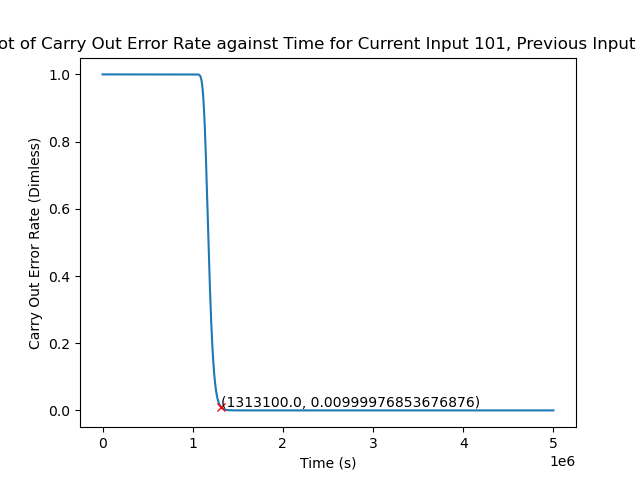 ot of Carry Out Error Rate against Time for Current Input 101, Previous Input
1.0
0.8
0.6
0.4
0.2
0.0
Carry Out Error Rate (Dimless)
(1313100.0, 0.00999976853676876)
0 1 2 3 4 5
1e6
Time (s)